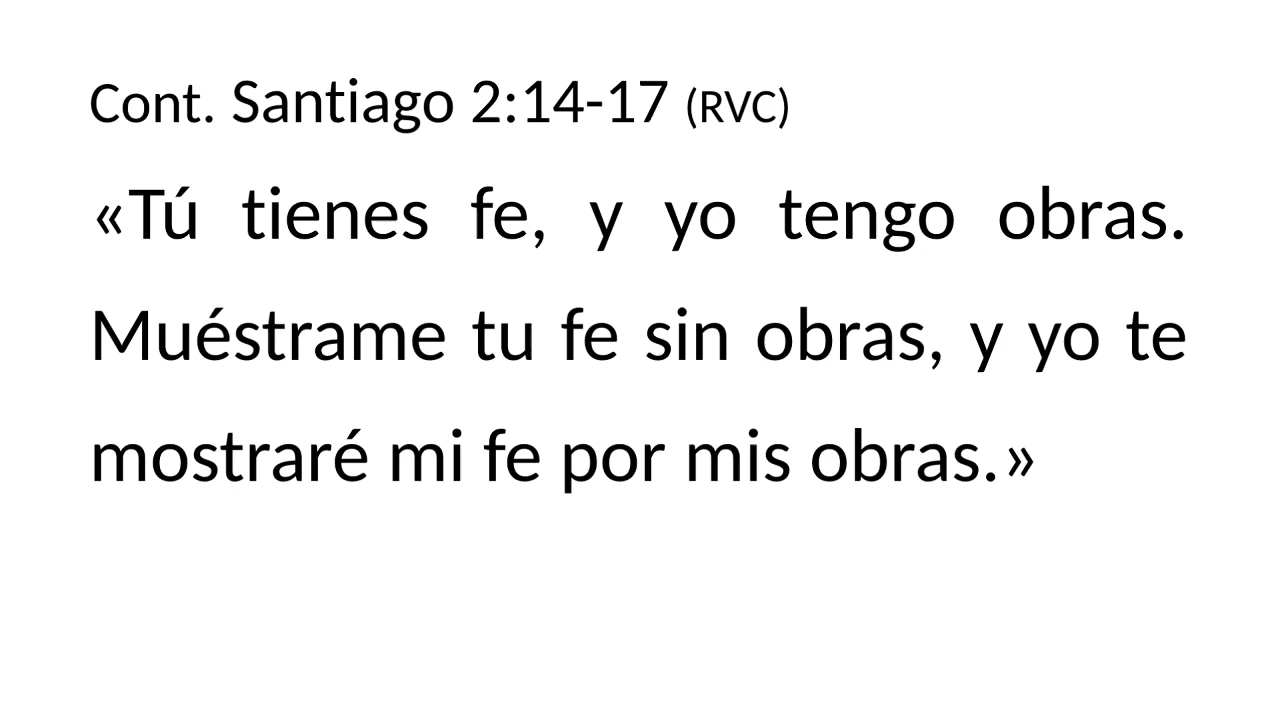 Cont. Santiago 2:14-17 (RVC)
«Tú tienes fe, y yo tengo obras.
Muéstrame tu fe sin obras, y yo te
mostraré mi fe por mis obras.»